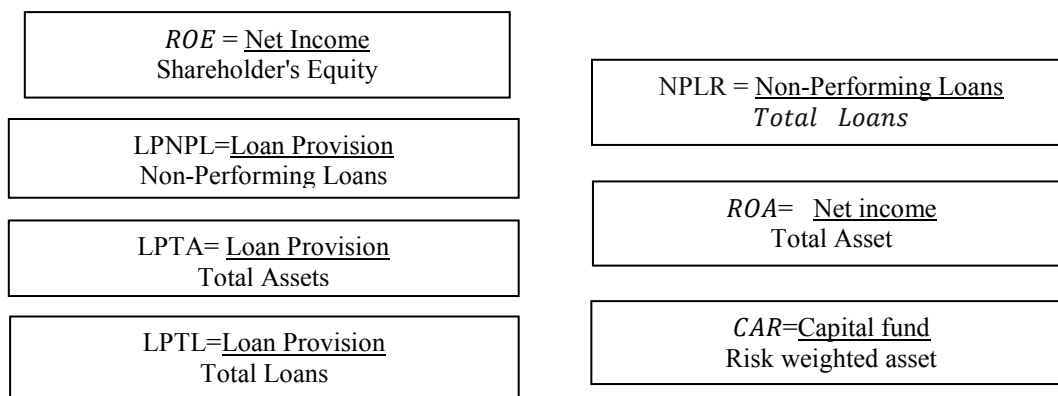 ROE = Net Income
Shareholder's Equity
LPNPL=Loan Provision
Non-Performing Loans
LPTA= Loan Provision
Total Assets
LPTL=Loan Provision
Total Loans
NPLR = Non-Performing Loans
Total Loans
ROA= Net income
Total Asset
CAR=Capital fund
Risk weighted asset